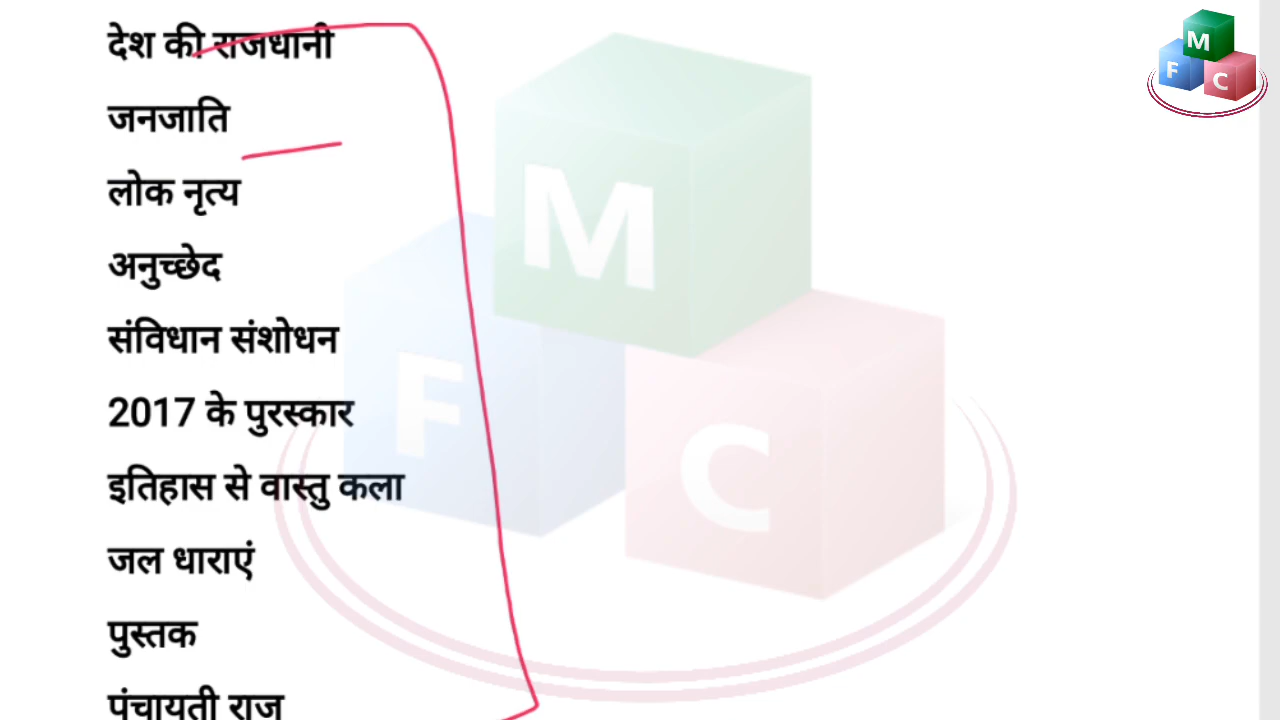 देश की राजधानी
जनजाति
लोक नृत्य
अनुच्छेद
संविधान संशोधन
2017 के पुरस्कार
इतिहास से वास्तु कला
जल धाराएं
पुस्तक
पंचायती राज
M
F
C
M
F
C